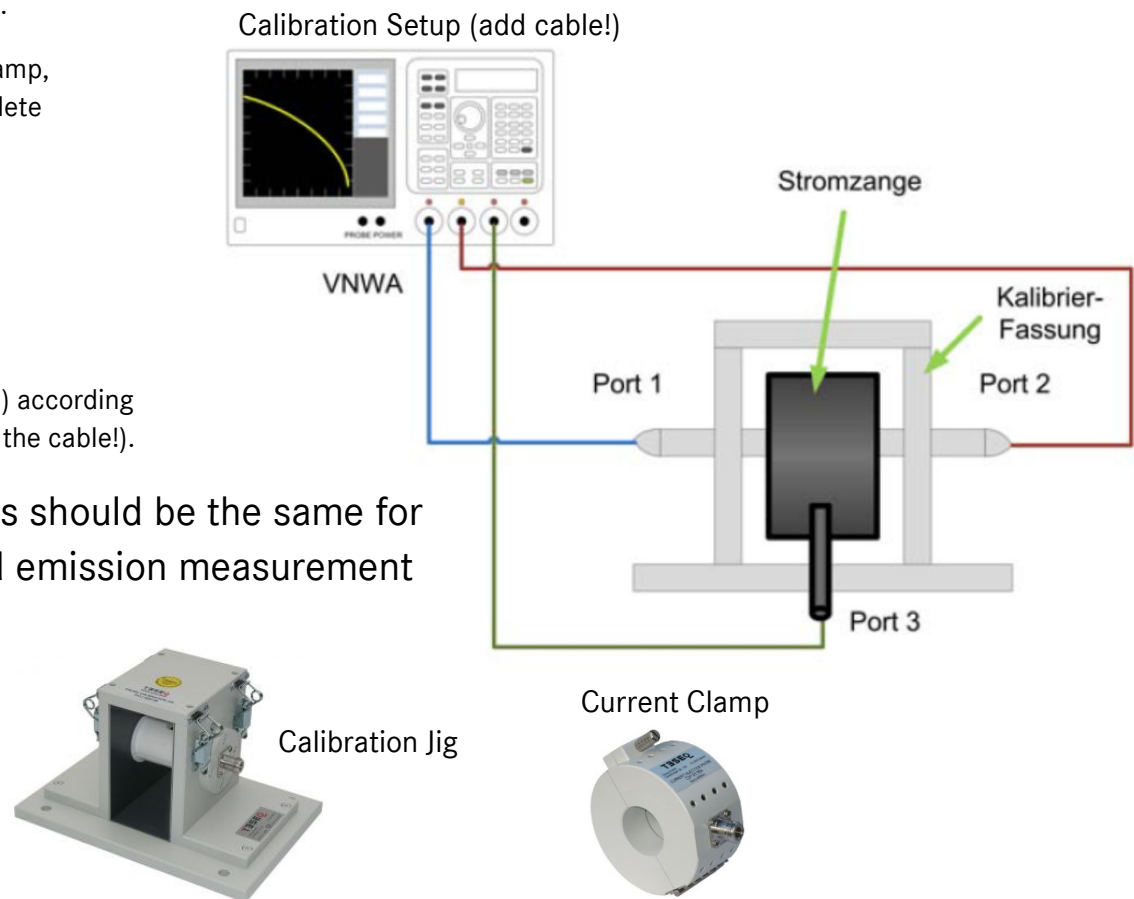 .
Calibration Setup (add cable!)
amp,
lete
PROBE POWER
VNWA
Stromzange
Kalibrier-
Fassung
Port 1
Port 2
) according
the cable!).
s should be the same for
l emission measurement
Port 3
Current Clamp
Calibration Jig
TESEQ
TESEQ
TESEQ